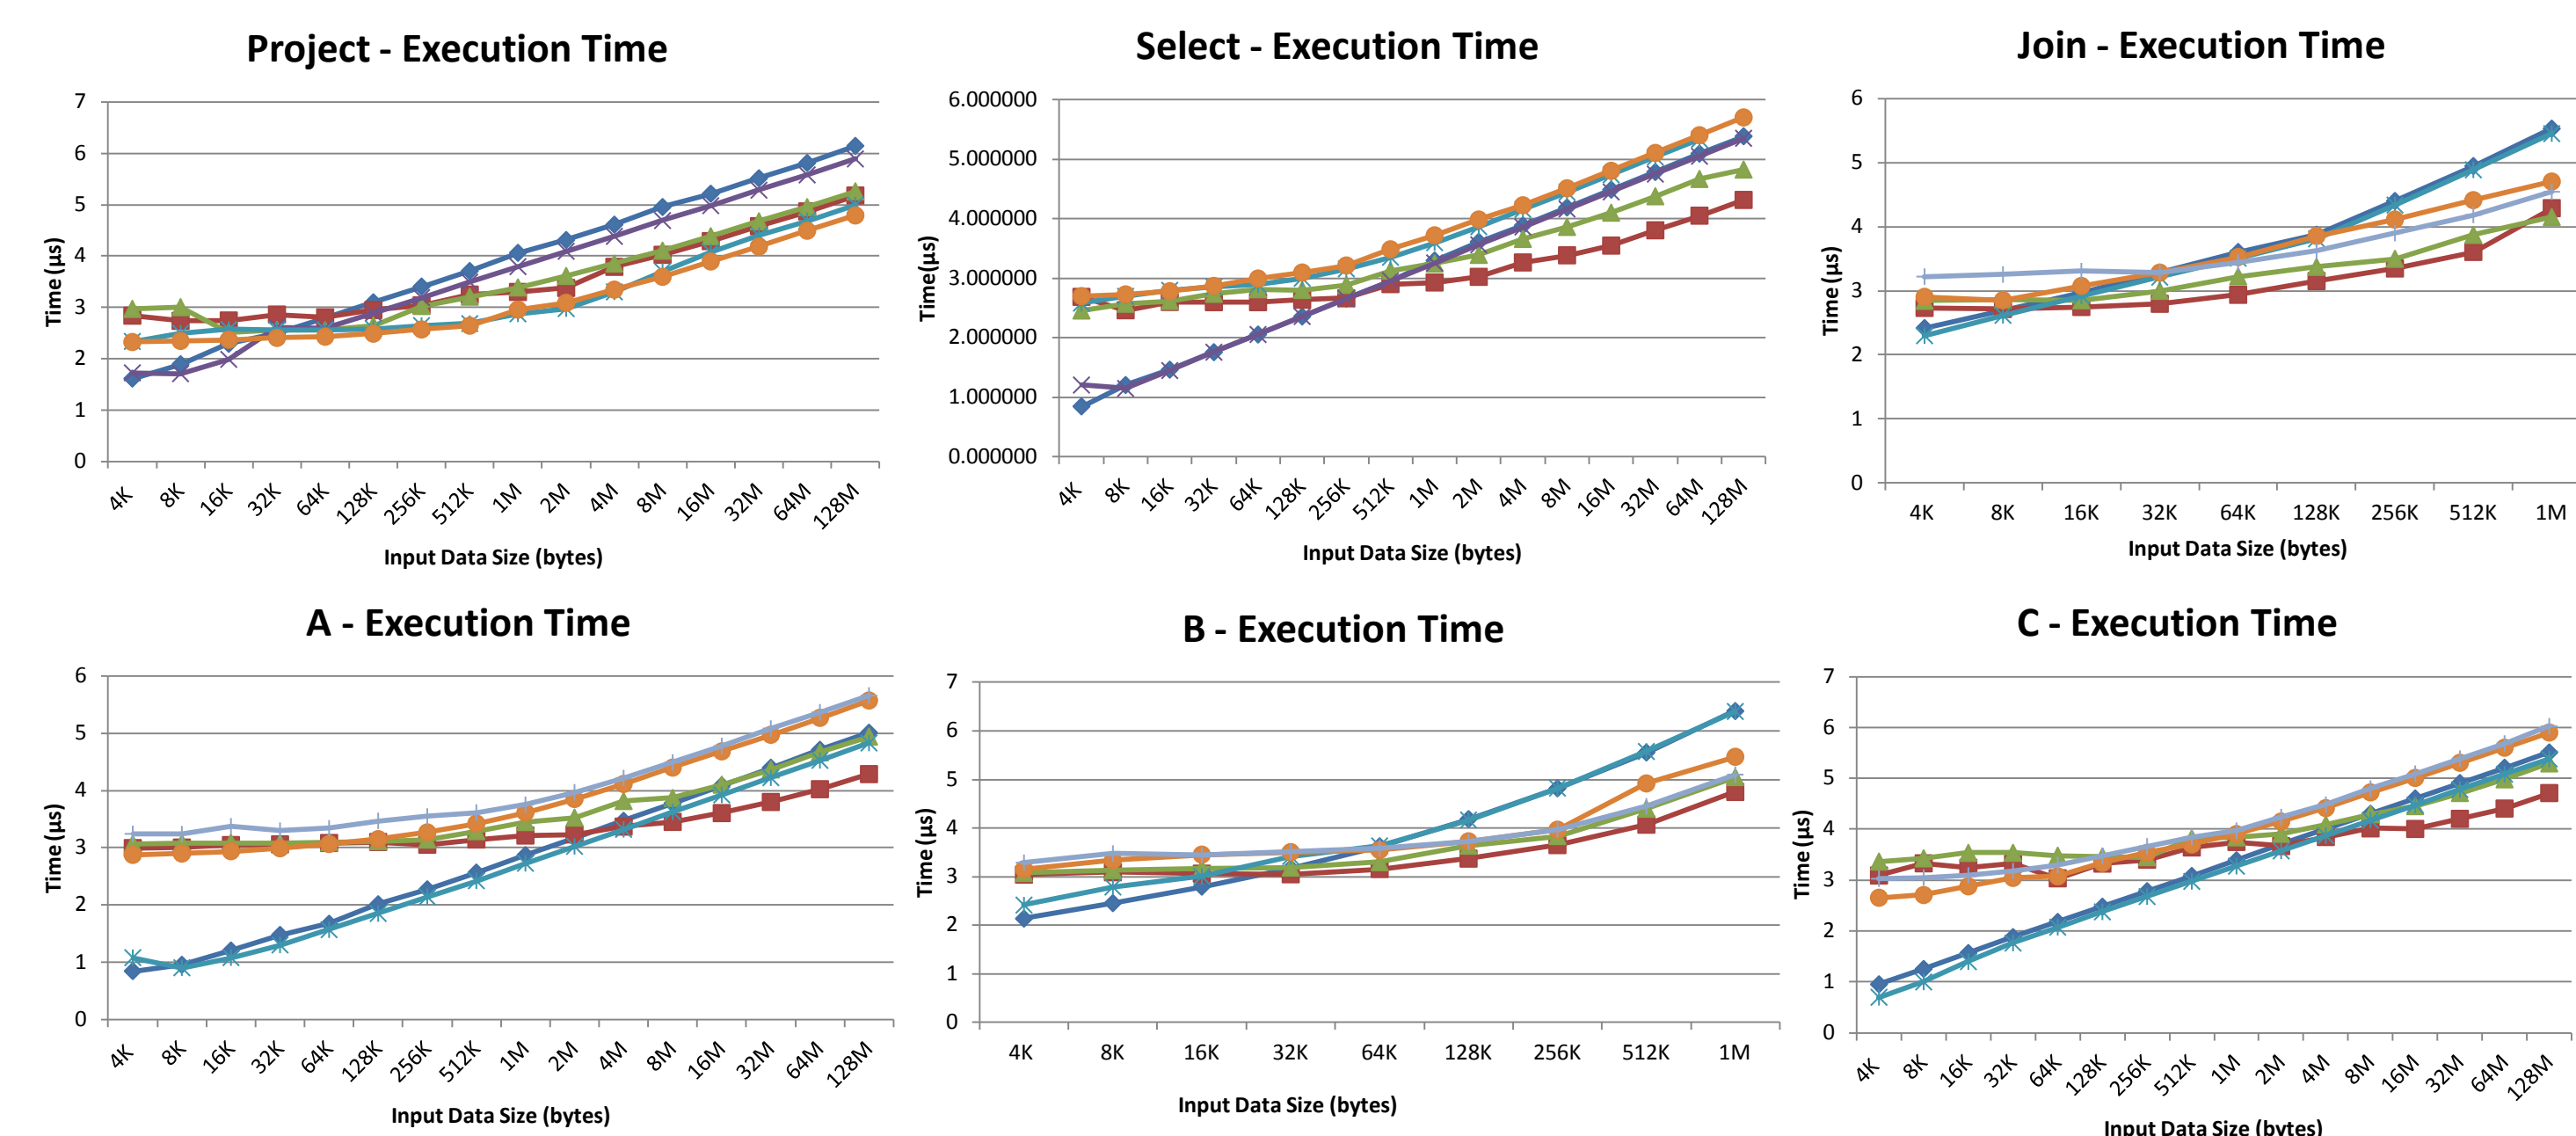 Project - Execution Time
7
6
5
4
3
2
1
0
Time (µs)
4K 8K 16K 32K 64K 128K 256K 512K 1M 2M 4M 8M 16M 32M 64M 128M
Input Data Size (bytes)
Select - Execution Time
6.000000
5.000000
4.000000
3.000000
2.000000
1.000000
0.000000
Time(µs)
4K 8K 16K 32K 64K 128K 256K 512K 1M 2M 4M 8M 16M 32M 64M 128M
Input Data Size (bytes)
Join - Execution Time
6
5
4
3
2
1
0
Time (µs)
4K 8K 16K 32K 64K 128K 256K 512K 1M
Input Data Size (bytes)
A - Execution Time
6
5
4
3
2
1
0
Time (µs)
4K 8K 16K 32K 64K 128K 256K 512K 1M 2M 4M 8M 16M 32M 64M 128M
Input Data Size (bytes)
B - Execution Time
7
6
5
4
3
2
1
0
Time (µs)
4K 8K 16K 32K 64K 128K 256K 512K 1M
Input Data Size (bytes)
C - Execution Time
7
6
5
4
3
2
1
0
Time (µs)
4K 8K 16K 32K 64K 128K 256K 512K 1M 2M 4M 8M 16M 32M 64M 128M
Input Data Size (bytes)